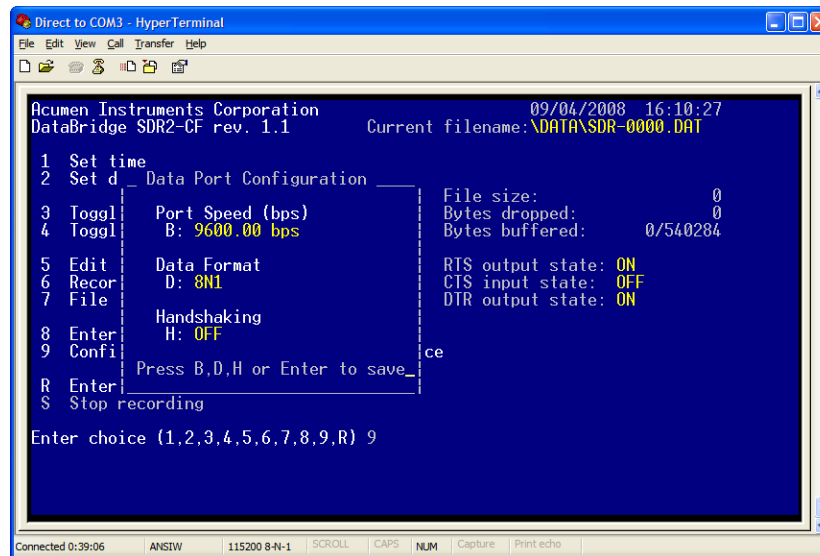 Direct to COM3 - HyperTerminal
File Edit View Call Transfer Help
Acumen Instruments Corporation 09/04/2008 16:10:27
DataBridge SDR2-CF rev. 1.1 Current filename:\DATA\SDR-0000.DAT
1 Set time
2 Set d _ Data Port Configuration ____
File size: 0
3 Toggl¦ Port Speed (bps) ¦ Bytes dropped: 0
4 Toggl¦ B: 9600.00 bps ¦ Bytes buffered: 0/540284
5 Edit ¦ Data Format ¦ RTS output state: ON
6 Recor¦ D: 8N1 ¦ CTS input state: OFF
7 File ¦ ¦ DTR output state: ON
Handshaking
8 Enter¦ H: OFF ¦
9 Confi¦ ¦ce
Press B,D,H or Enter to save_
R Enter¦
S Stop recording
Enter choice (1,2,3,4,5,6,7,8,9,R) 9
Connected 0:39:06 ANSIW 115200 8-N-1 SCROLL CAPS NUM Capture Print echo